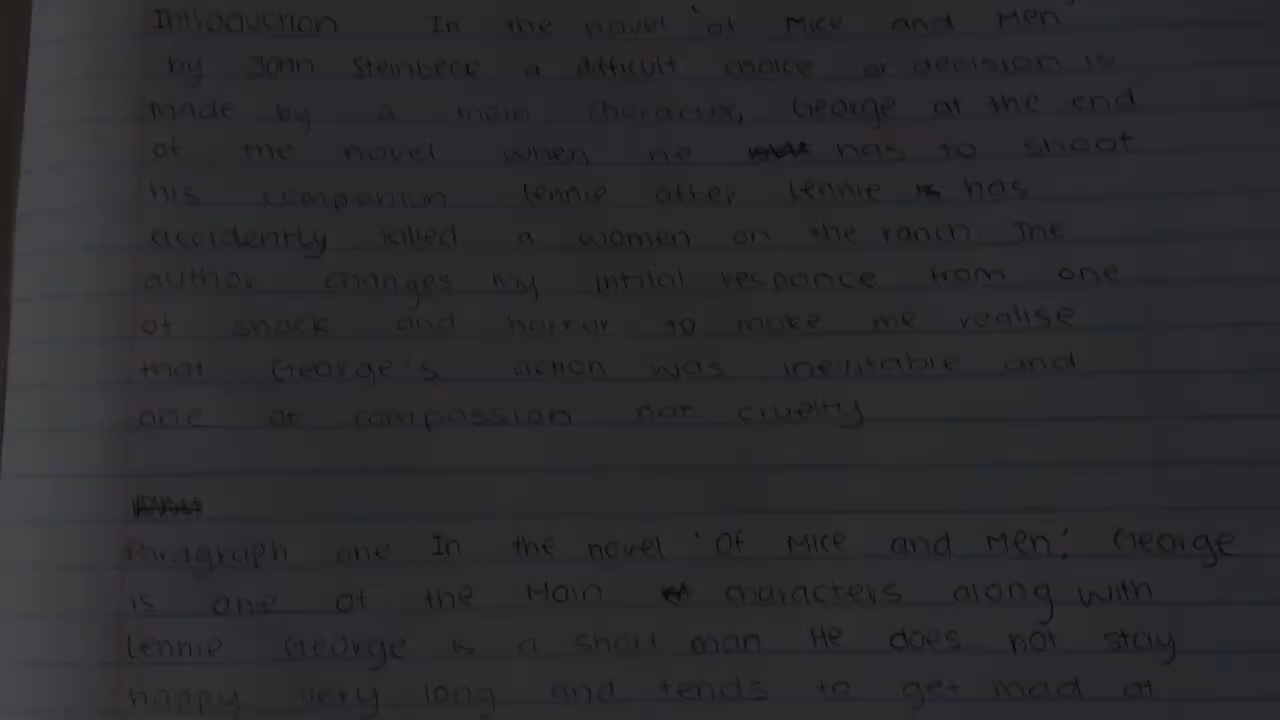 Introduction In the novel 'of Mice and Men'
by John Steinbeck a difficult choice or decision is
made by a main character, George at the end
of the novel when he has to shoot
his companion lennie after lennie has
accidently killed a women on the ranch The
author changes my intilal responce from one
of shock and horror to make me realise
that George's action was inevitable and
one of compassion not cruelty
Paragraph one In the novel 'Of Mice and Men'. George
is one of the Main characters along with
lennie George is a short man He does not stay
happy very long and tends to get mad at